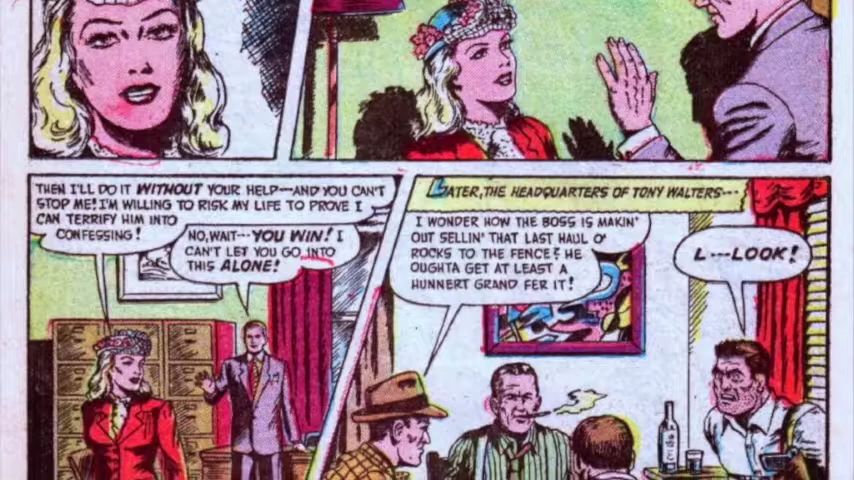 THEN I'LL DO IT WITHOUT YOUR HELP--AND YOU CAN'T
STOP ME! I'M WILLING TO RISK MY LIFE TO PROVE I
CAN TERRIFY HIM INTO
CONFESSING!
NO, WAIT--- YOU WIN! I
CAN'T LET YOU GO INTO
THIS ALONE!
LATER, THE HEADQUARTERS OF TONY WALTERS---
I WONDER HOW THE BOSS IS MAKIN'
OUT SELLIN' THAT LAST HAUL O'
ROCKS TO THE FENCE? HE
OUGHTA GET AT LEAST A
HUNNERT GRAND FER IT!
L---LOOK!